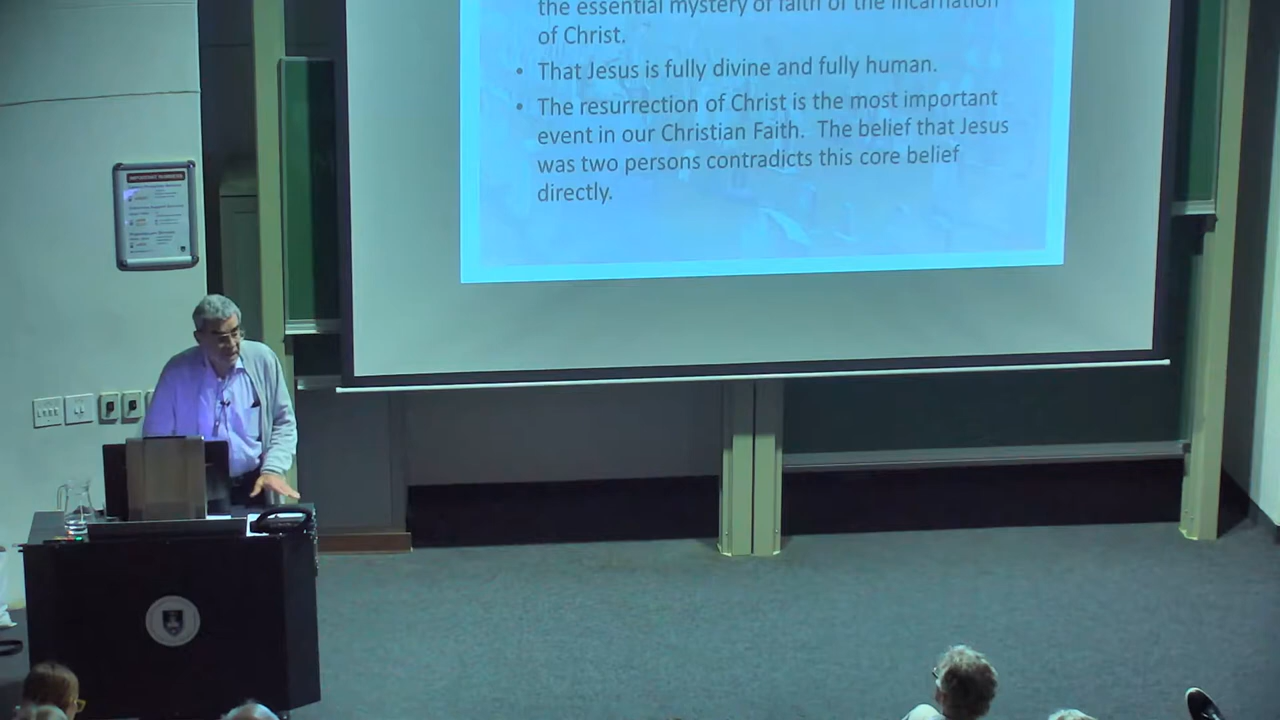 the essential mystery of faith of the incarnation
of Christ.
• That Jesus is fully divine and fully human.
• The resurrection of Christ is the most important
event in our Christian Faith. The belief that Jesus
was two persons contradicts this core belief
directly.